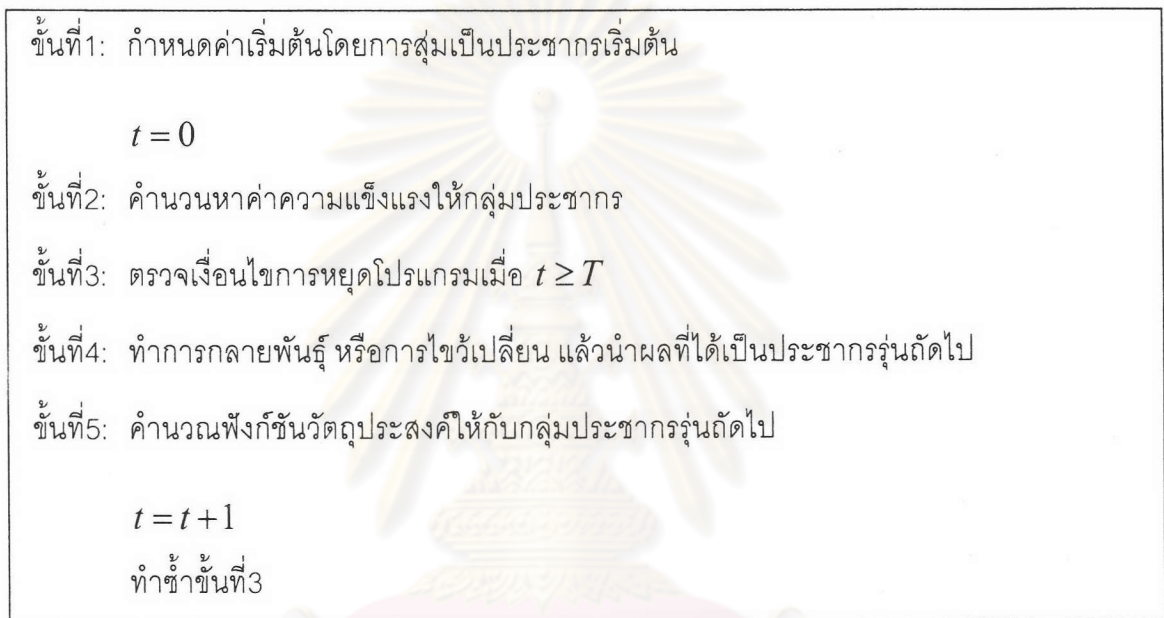 ขั้นที่1: กำหนดค่าเริ่มต้นโดยการสุ่มเป็นประชากรเริ่มต้น
t = 0
ขั้นที่2: คำนวนหาค่าความแข็งแรงให้กลุ่มประชากร
ขั้นที่3: ตรวจเงื่อนไขการหยุดโปรแกรมเมื่อ t ≥ T
ขั้นที่4: ทำการกลายพันธุ์ หรือการไขว้เปลี่ยน แล้วนำผลที่ได้เป็นประชากรรุ่นถัดไป
ขั้นที่5: คำนวณฟังก์ชันวัตถุประสงค์ให้กับกลุ่มประชากรรุ่นถัดไป
t = t + 1
ทำซ้ำขั้นที่3